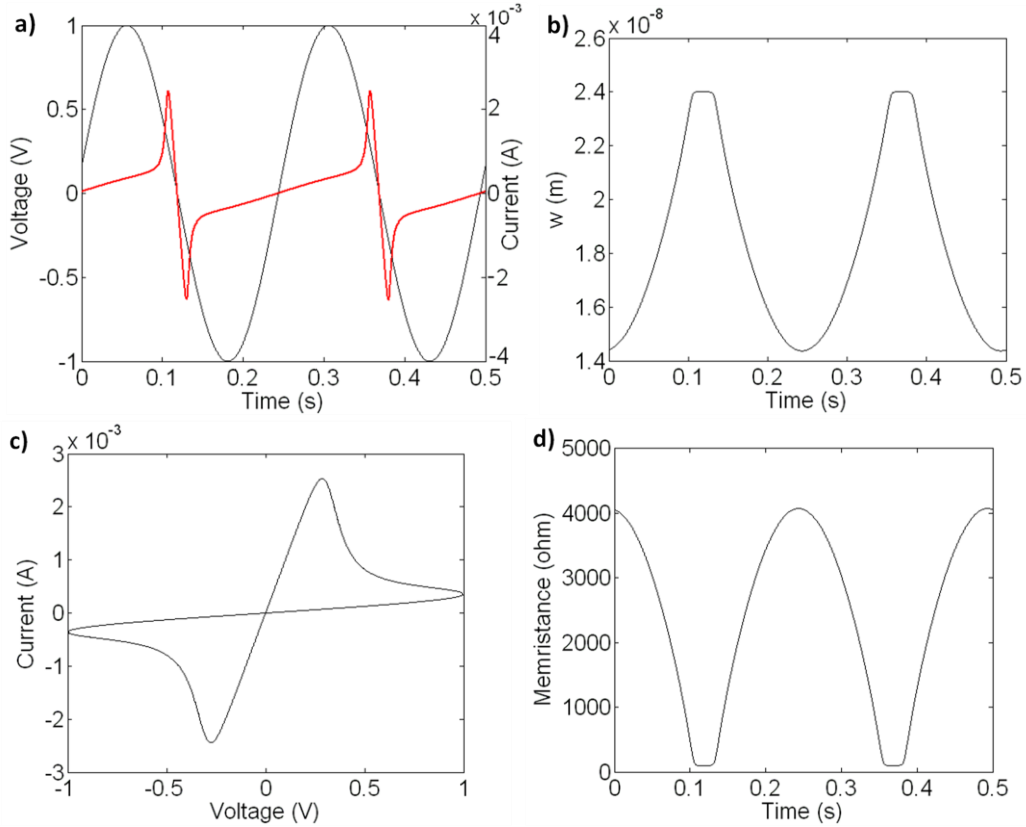 a)
x 10⁻³
1
0.5
0
-0.5
-1
Voltage (V)
4
2
0
-2
-4
Current (A)
0 0.1 0.2 0.3 0.4 0.5
Time (s)
b)
x 10⁻⁸
2.6
2.4
2.2
2
1.8
1.6
1.4
w (m)
0 0.1 0.2 0.3 0.4 0.5
Time (s)
c)
x 10⁻³
3
2
1
0
-1
-2
-3
Current (A)
-1 -0.5 0 0.5 1
Voltage (V)
d)
5000
4000
3000
2000
1000
0
Memristance (ohm)
0 0.1 0.2 0.3 0.4 0.5
Time (s)